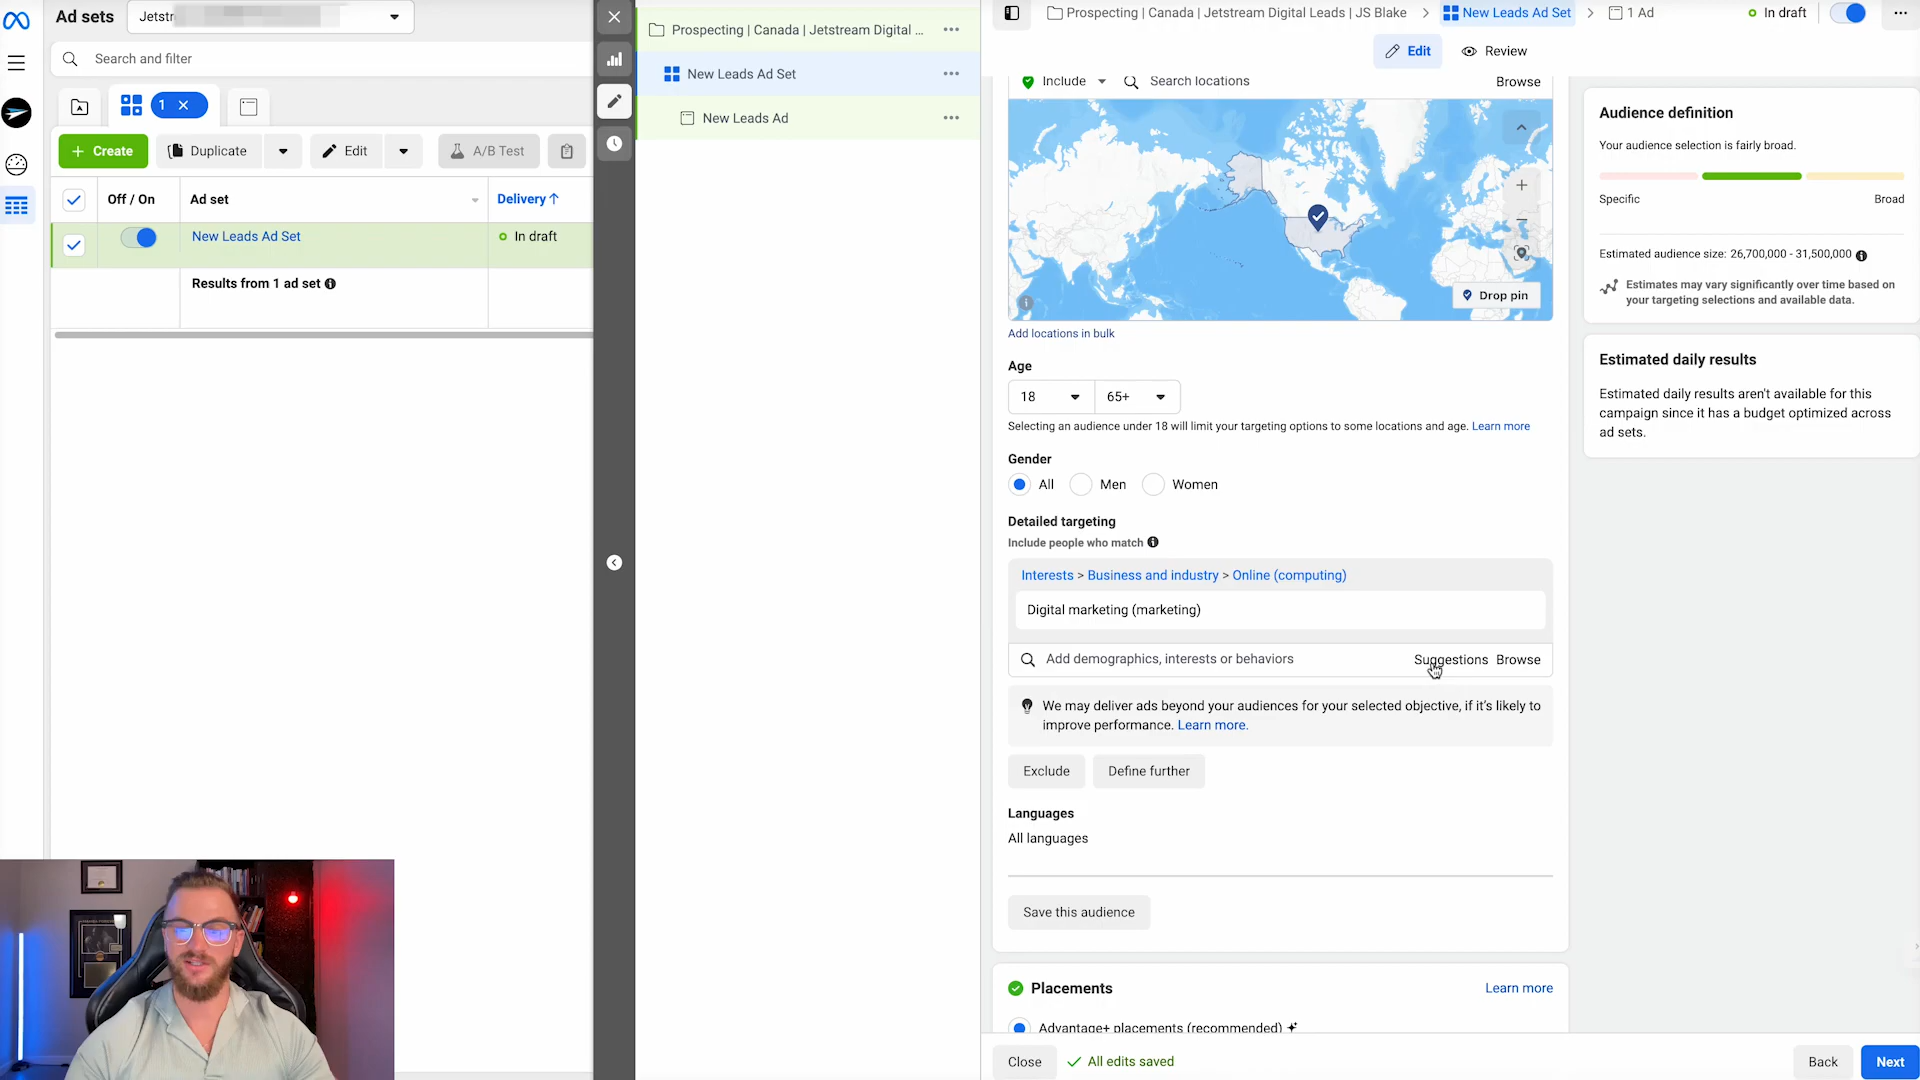 Ad sets
Jetstr
Search and filter
1
Create
Duplicate
Edit
A/B Test
Off / On
Ad set
Delivery
New Leads Ad Set
In draft
Results from 1 ad set
Prospecting | Canada | Jetstream Digital ...
New Leads Ad Set
New Leads Ad
Prospecting | Canada | Jetstream Digital Leads | JS Blake
New Leads Ad Set
1 Ad
In draft
Edit
Review
Include
Search locations
Browse
Drop pin
Add locations in bulk
Age
18
65+
Selecting an audience under 18 will limit your targeting options to some locations and age. Learn more
Gender
All
Men
Women
Detailed targeting
Include people who match
Interests > Business and industry > Online (computing)
Digital marketing (marketing)
Add demographics, interests or behaviors
Suggestions
Browse
We may deliver ads beyond your audiences for your selected objective, if it's likely to
improve performance. Learn more.
Exclude
Define further
Languages
All languages
Save this audience
Placements
Learn more
Advantage+ placements (recommended)
Close
All edits saved
Back
Next
Audience definition
Your audience selection is fairly broad.
Specific
Broad
Estimated audience size: 26,700,000 - 31,500,000
Estimates may vary significantly over time based on
your targeting selections and available data.
Estimated daily results
Estimated daily results aren't available for this
campaign since it has a budget optimized across
ad sets.